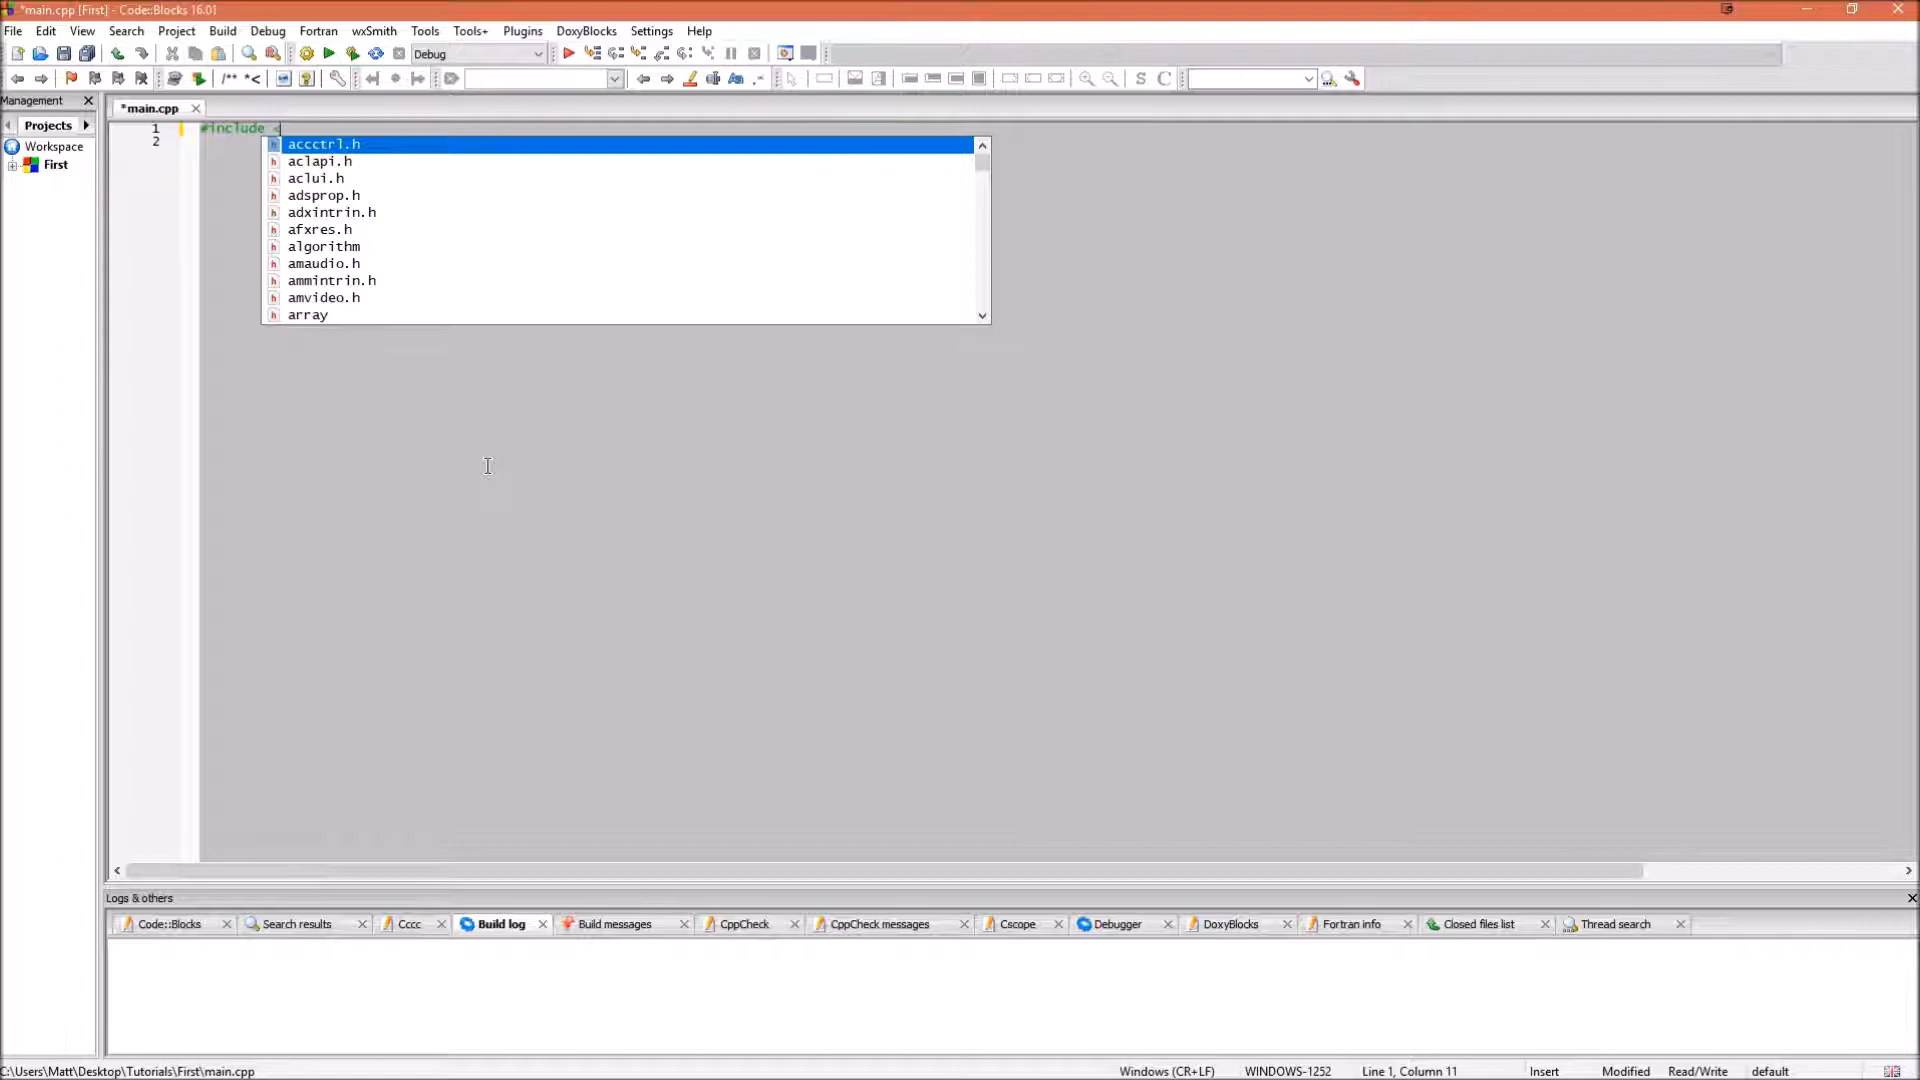 *main.cpp [First] - Code::Blocks 16.01
File Edit View Search Project Build Debug Fortran wxSmith Tools Tools+ Plugins DoxyBlocks Settings Help
Debug
/** *<
S C
Management
*main.cpp
Projects
Workspace
First
1 #include <
2
accctrl.h
aclapi.h
aclui.h
adsprop.h
adxintrin.h
afxres.h
algorithm
amaudio.h
ammintrin.h
amvideo.h
array
Logs & others
Code::Blocks Search results Cccc Build log Build messages CppCheck CppCheck messages Cscope Debugger DoxyBlocks Fortran info Closed files list Thread search
C:\Users\Matt\Desktop\Tutorials\First\main.cpp Windows (CR+LF) WINDOWS-1252 Line 1, Column 11 Insert Modified Read/Write default